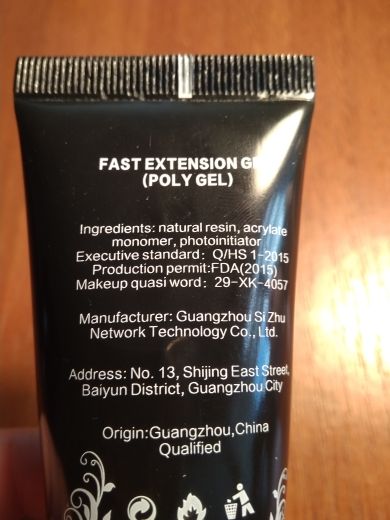 FAST EXTENSION GEL
(POLY GEL)
Ingredients: natural resin, acrylate
monomer, photoinitiator
Executive standard: Q/HS 1-2015
Production permit:FDA(2015)
Makeup quasi word: 29-XK-4057
Manufacturer: Guangzhou Si Zhu
Network Technology Co., Ltd.
Address: No. 13, Shijing East Street,
Baiyun District, Guangzhou City
Origin:Guangzhou,China
Qualified